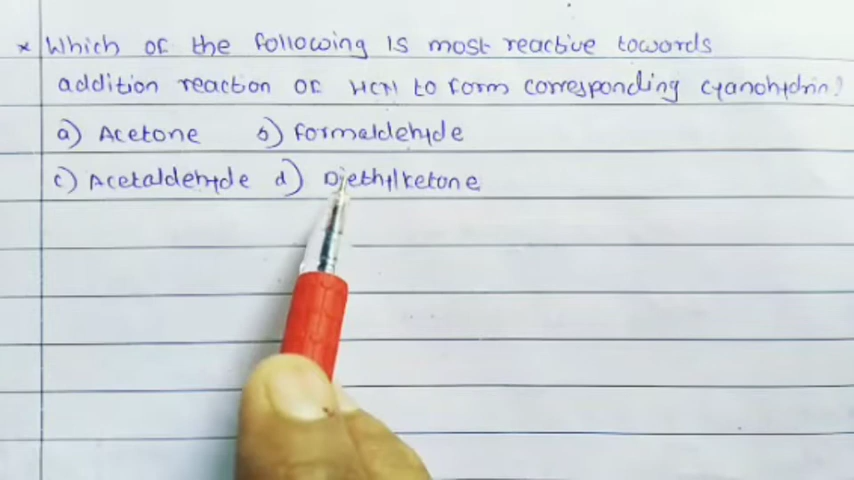 * Which of the following is most reactive towards
addition reaction of HCN to form corresponding cyanohydrin?
a) Acetone b) formaldehyde
c) Acetaldehyde d) Diethylketone